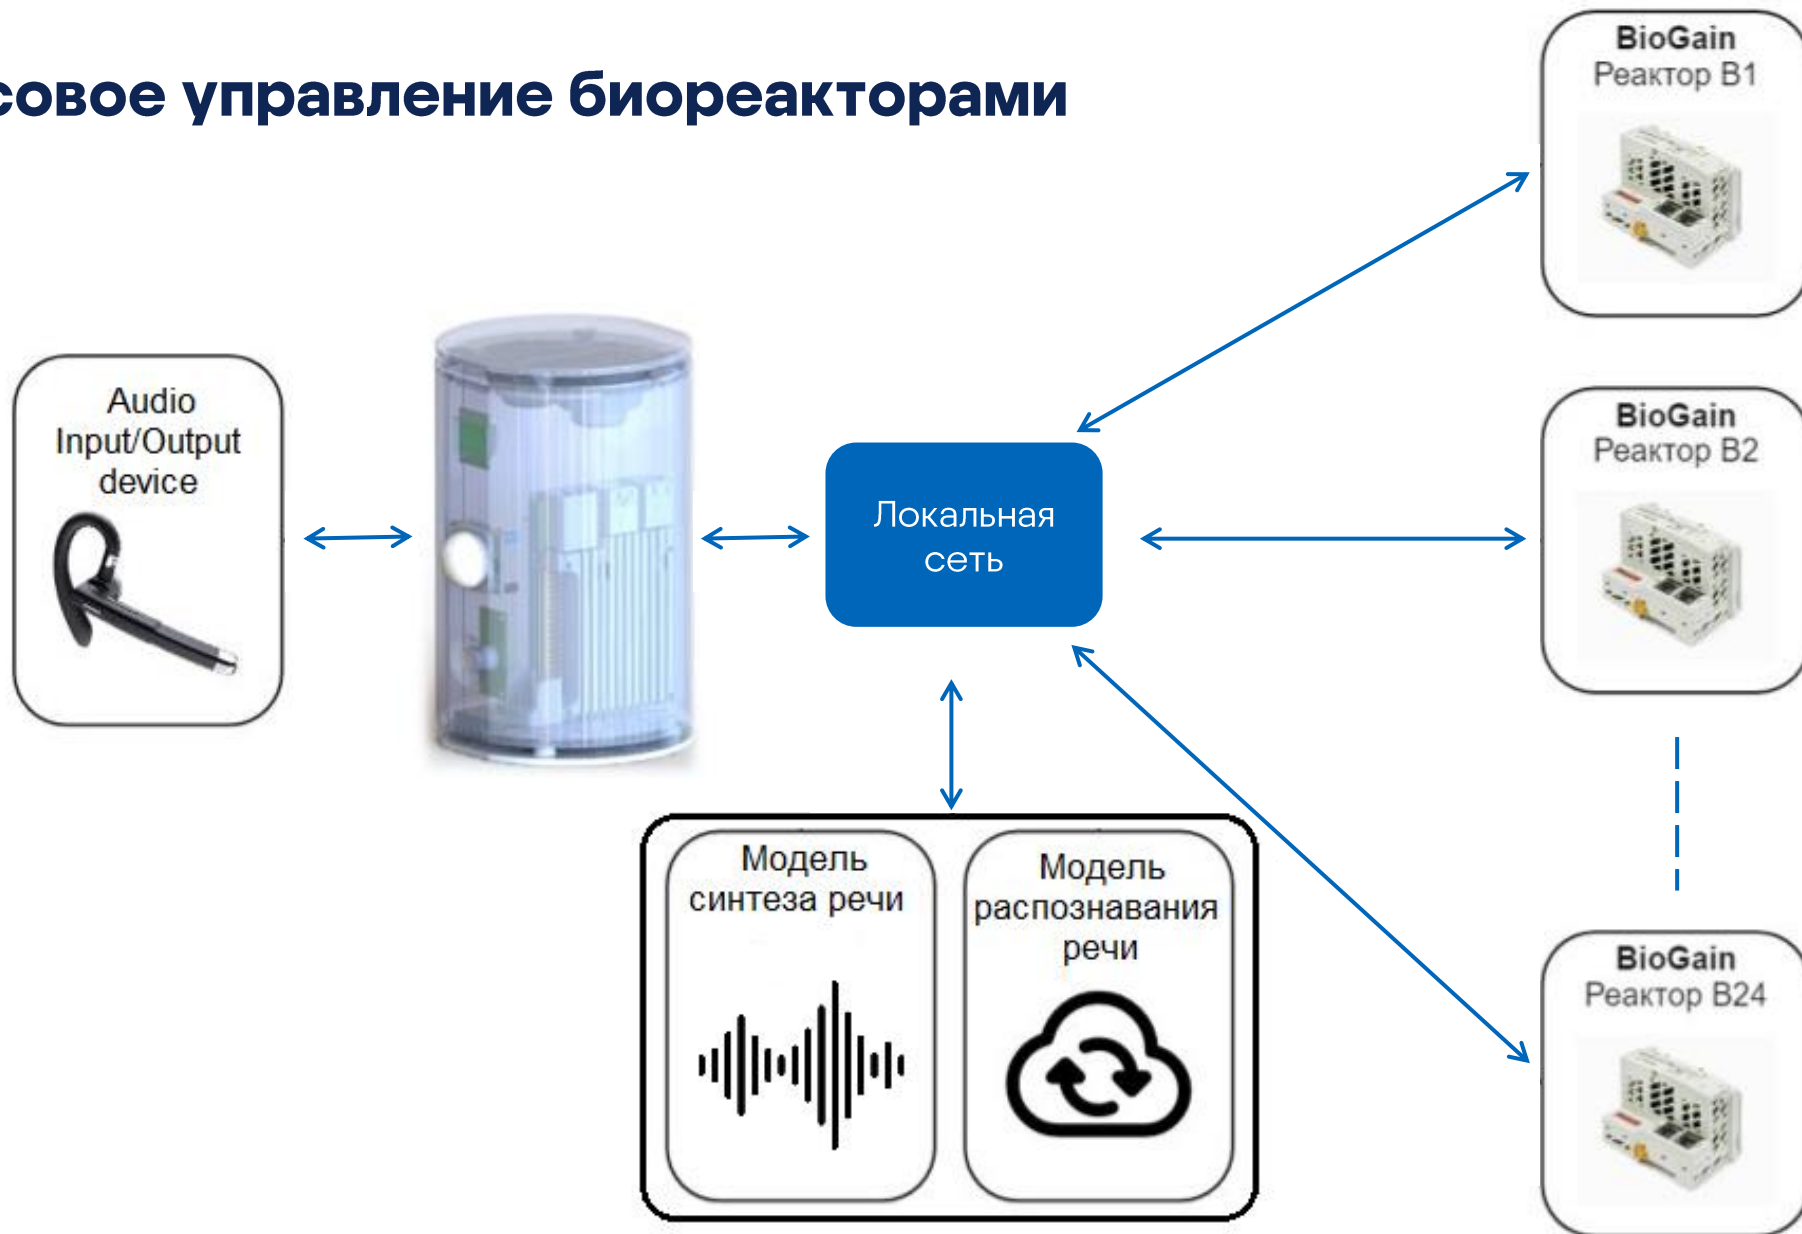 совое управление биореакторами
BioGain
Реактор B1
Audio
Input/Output
device
BioGain
Реактор B2
Локальная
сеть
Модель
синтеза речи
Модель
распознавания
речи
BioGain
Реактор B24